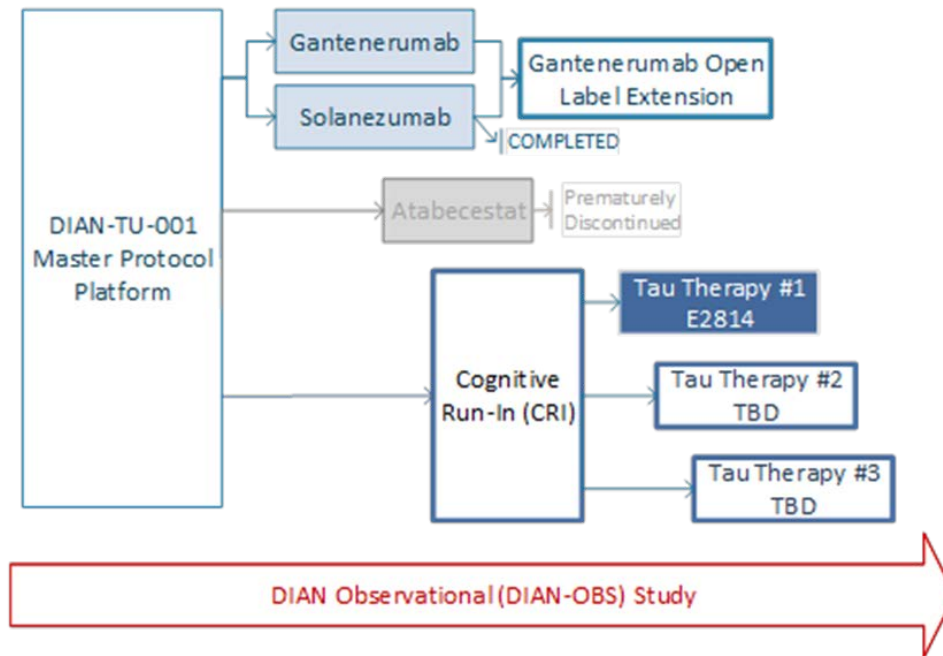 DIAN-TU-001
Master Protocol
Platform
Gantenerumab
Solanezumab
Gantenerumab Open
Label Extension
COMPLETED
Atabecestat
Prematurely
Discontinued
Cognitive
Run-In (CRI)
Tau Therapy #1
E2814
Tau Therapy #2
TBD
Tau Therapy #3
TBD
DIAN Observational (DIAN-OBS) Study